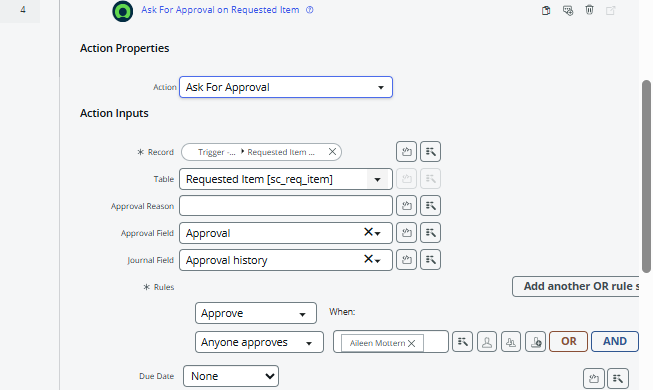 4
Ask For Approval on Requested Item
Action Properties
Action Ask For Approval
Action Inputs
* Record Trigger -... Requested Item ...
Table Requested Item [sc_req_item]
Approval Reason
Approval Field Approval
Journal Field Approval history
* Rules
Add another OR rule s
Approve When:
Anyone approves Aileen Mottern OR AND
Due Date None